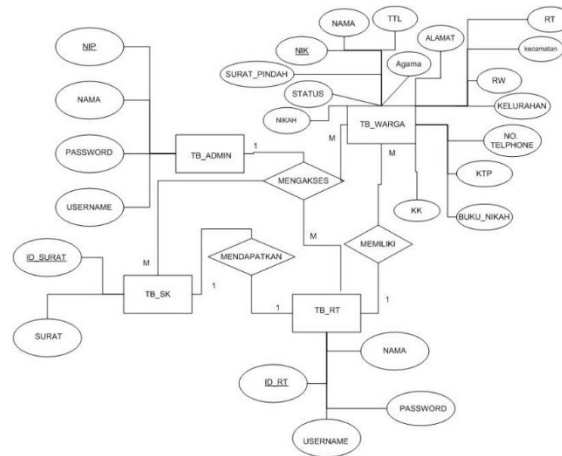 NAMA
TTL
RT
NIP
NIK
ALAMAT
kecamatan
Agama
SURAT_PINDAH
RW
STATUS
NAMA
KELURAHAN
NIKAH
TB_WARGA
NO.
TELPHONE
PASSWORD
TB_ADMIN
1
M
M
KTP
MENGAKSES
USERNAME
KK
BUKU_NIKAH
M
MEMILIKI
ID_SURAT
M
MENDAPATKAN
TB_SK
1
1
TB_RT
1
SURAT
NAMA
ID_RT
PASSWORD
USERNAME